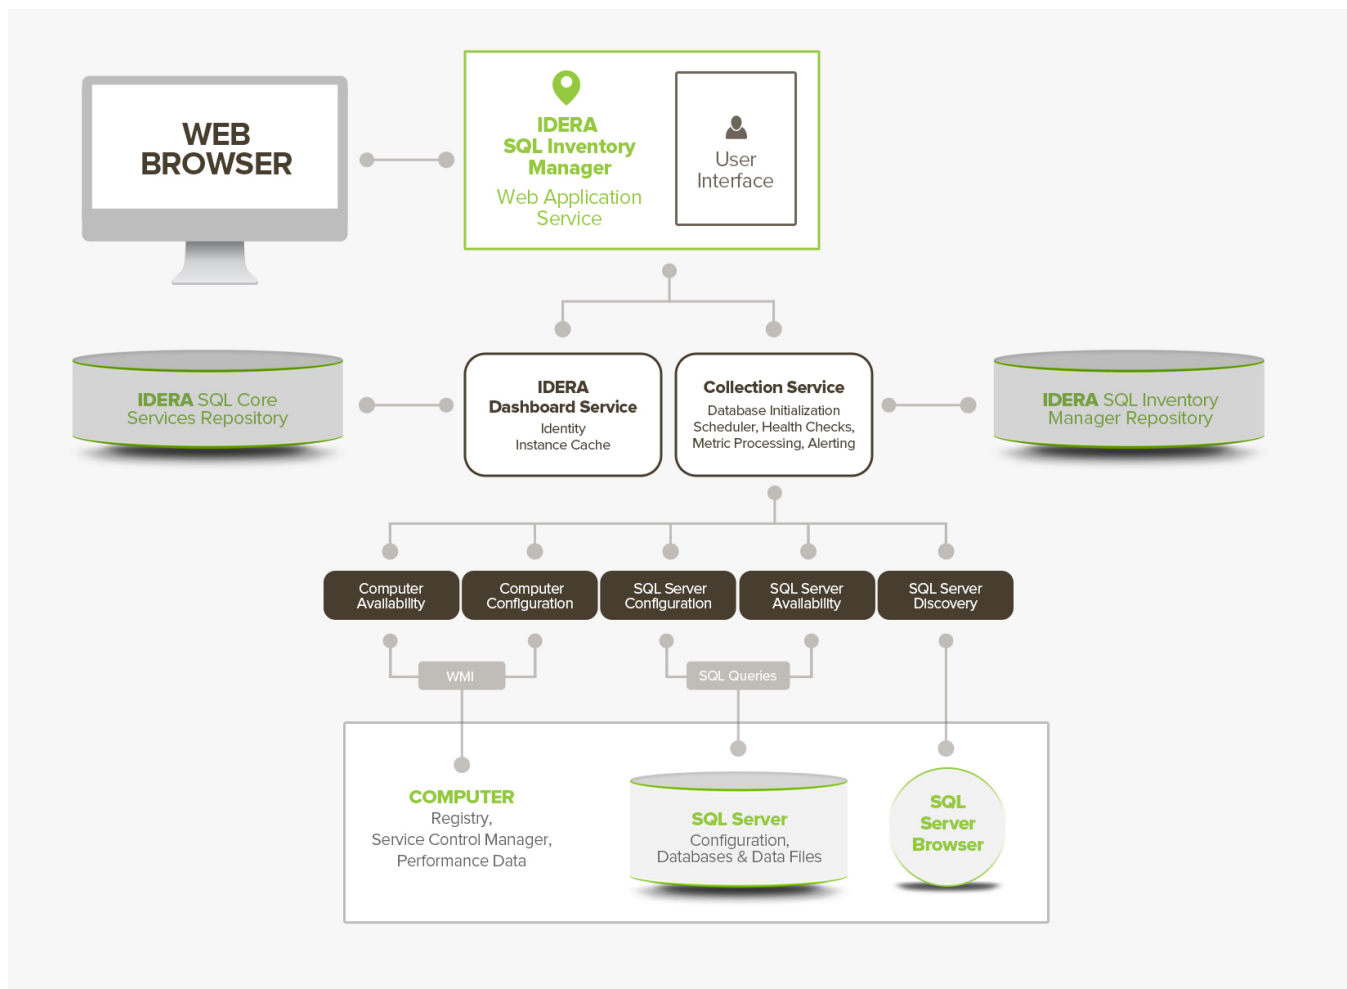 WEB
BROWSER
IDERA
SQL Inventory
Manager
Web Application
Service
User
Interface
IDERA SQL Core
Services Repository
IDERA
Dashboard Service
Identity
Instance Cache
Collection Service
Database Initialization
Scheduler, Health Checks,
Metric Processing, Alerting
IDERA SQL Inventory
Manager Repository
Computer
Availability
Computer
Configuration
SQL Server
Configuration
SQL Server
Availability
SQL Server
Discovery
WMI
SQL Queries
COMPUTER
Registry,
Service Control Manager,
Performance Data
SQL Server
Configuration,
Databases & Data Files
SQL
Server
Browser